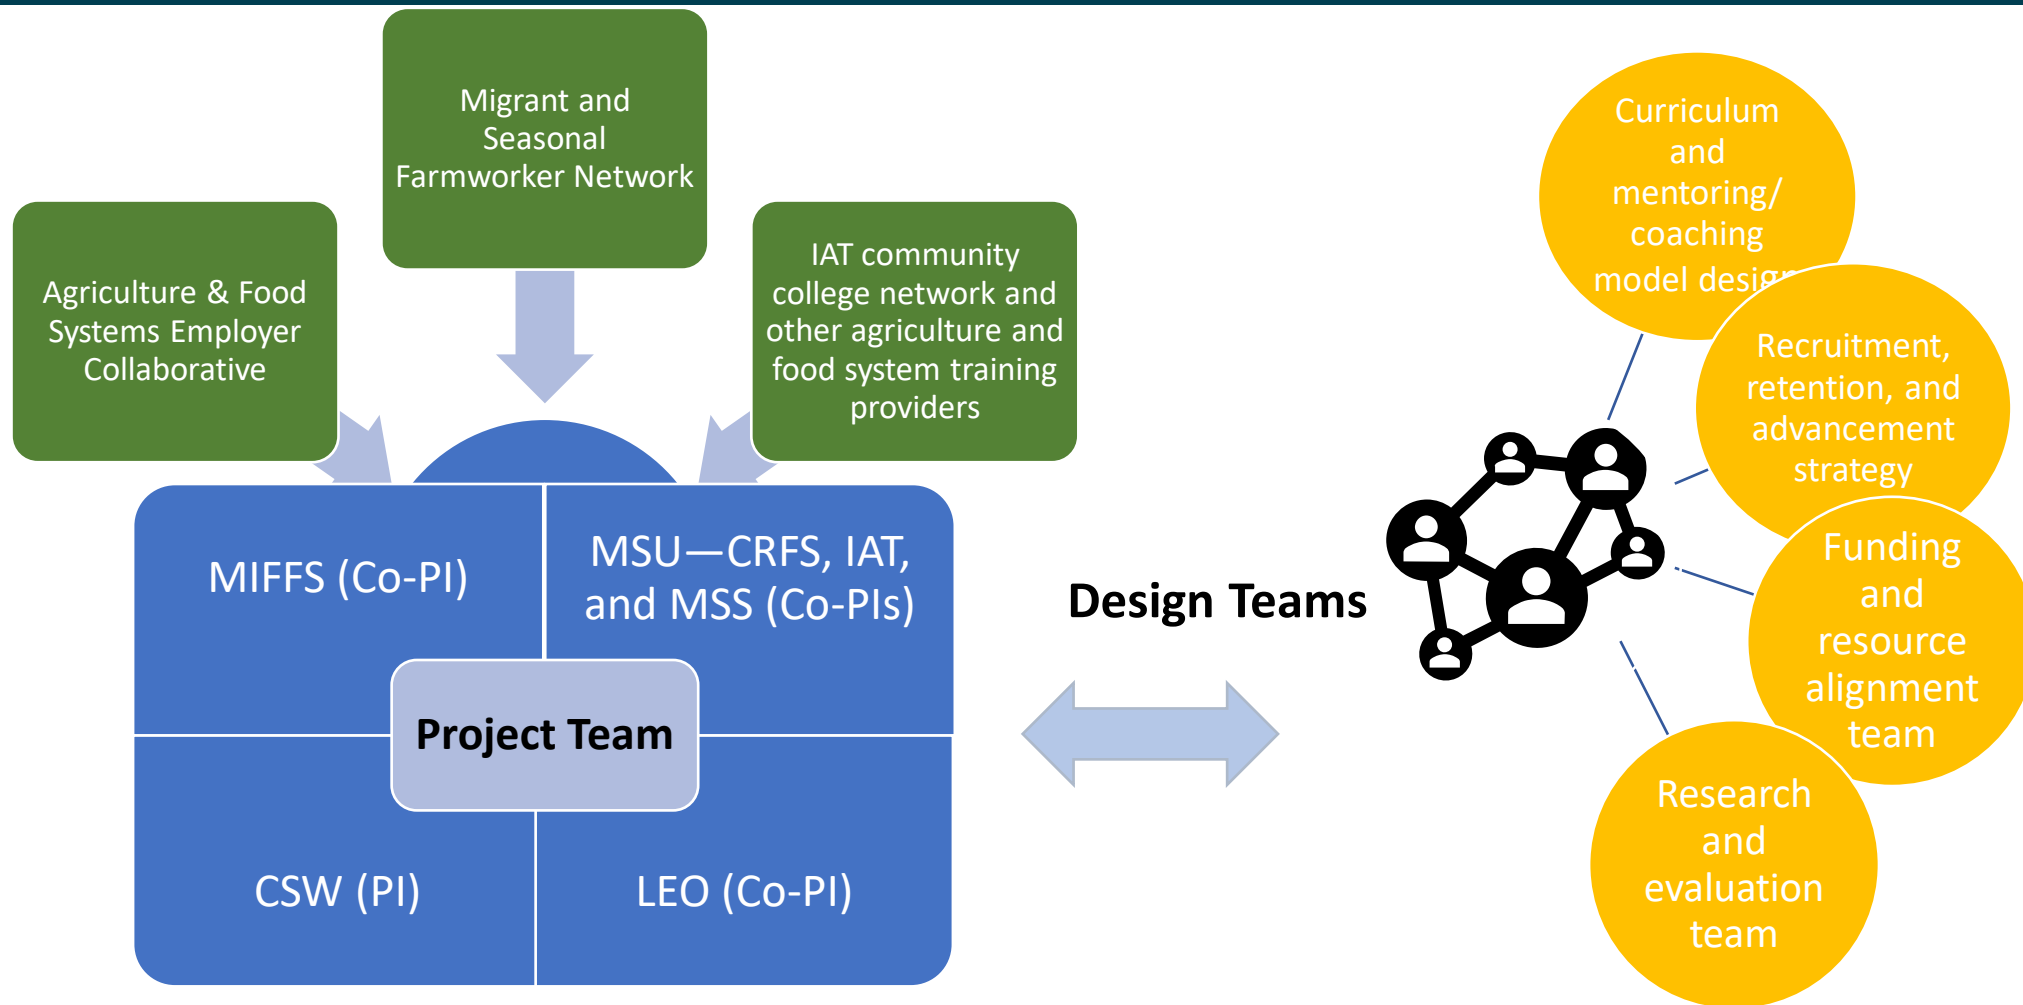 Migrant and
Seasonal
Farmworker Network
Agriculture & Food
Systems Employer
Collaborative
IAT community
college network and
other agriculture and
food system training
providers
MIFFS (Co-PI)
MSU—CRFS, IAT,
and MSS (Co-PIs)
Project Team
CSW (PI)
LEO (Co-PI)
Design Teams
Curriculum
and
mentoring/
coaching
model design
Recruitment,
retention, and
advancement
strategy
Funding
and
resource
alignment
team
Research
and
evaluation
team